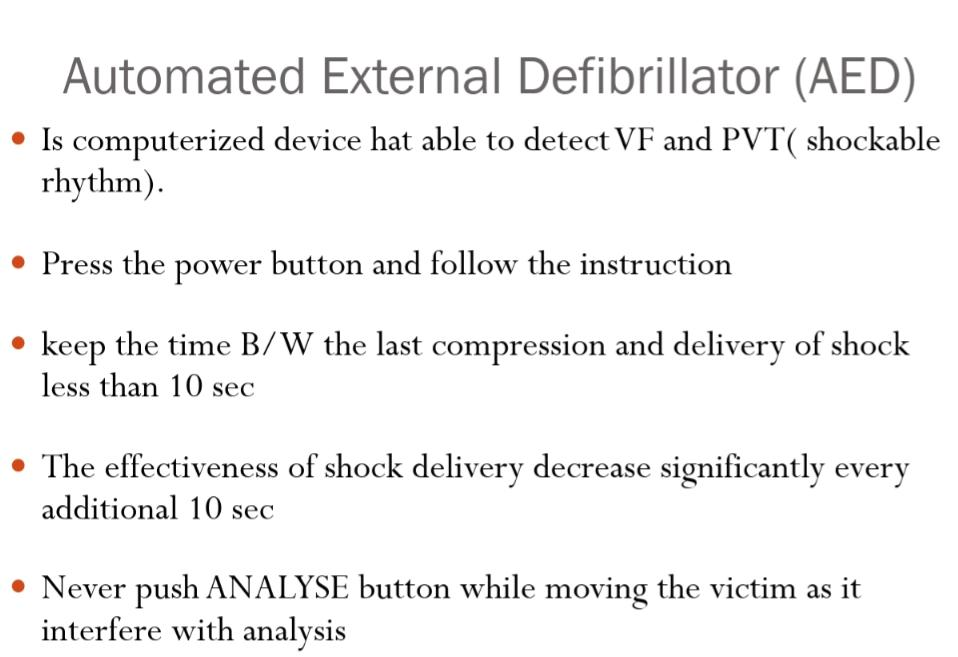 Automated External Defibrillator (AED)
• Is computerized device hat able to detect VF and PVT( shockable
rhythm).
• Press the power button and follow the instruction
• keep the time B/W the last compression and delivery of shock
less than 10 sec
• The effectiveness of shock delivery decrease significantly every
additional 10 sec
• Never push ANALYSE button while moving the victim as it
interfere with analysis